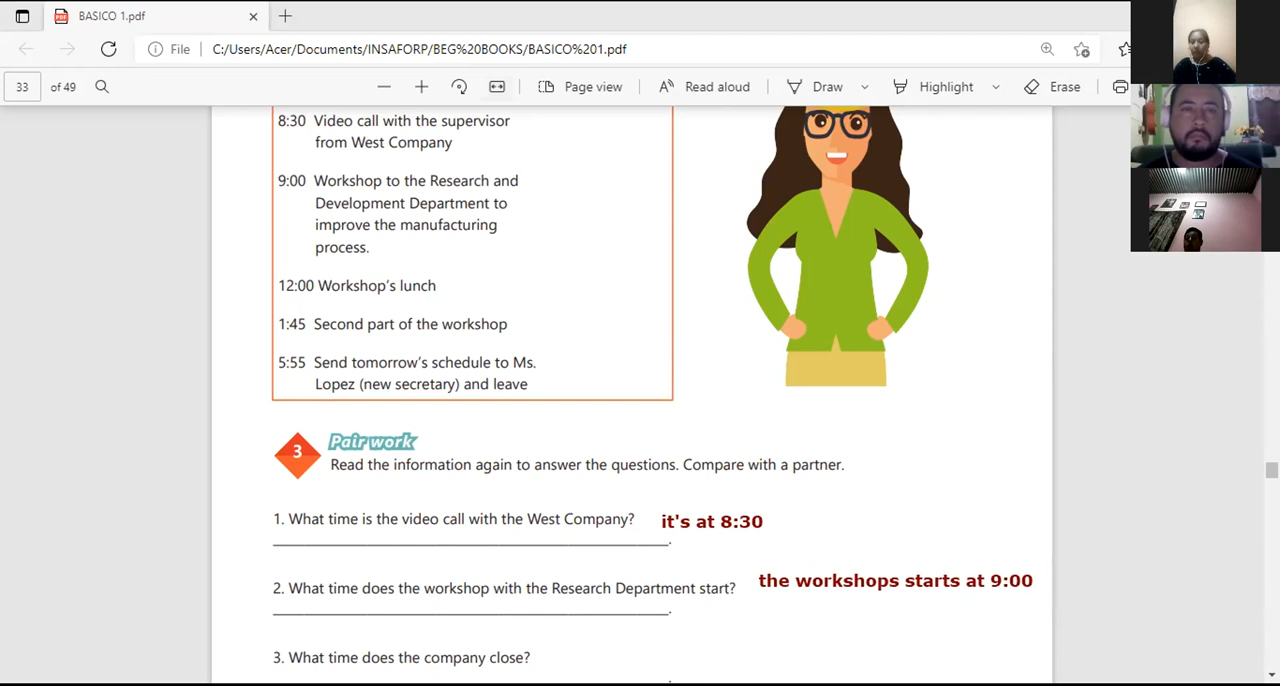 BASICO 1.pdf
File
C:/Users/Acer/Documents/INSAFORP/BEG%20BOOKS/BASICO%201.pdf
33 of 49
Page view
Read aloud
Draw
Highlight
Erase
8:30 Video call with the supervisor
from West Company
9:00 Workshop to the Research and
Development Department to
improve the manufacturing
process.
12:00 Workshop's lunch
1:45 Second part of the workshop
5:55 Send tomorrow's schedule to Ms.
Lopez (new secretary) and leave
3 Pair work
Read the information again to answer the questions. Compare with a partner.
1. What time is the video call with the West Company? it's at 8:30
2. What time does the workshop with the Research Department start? the workshops starts at 9:00
3. What time does the company close?